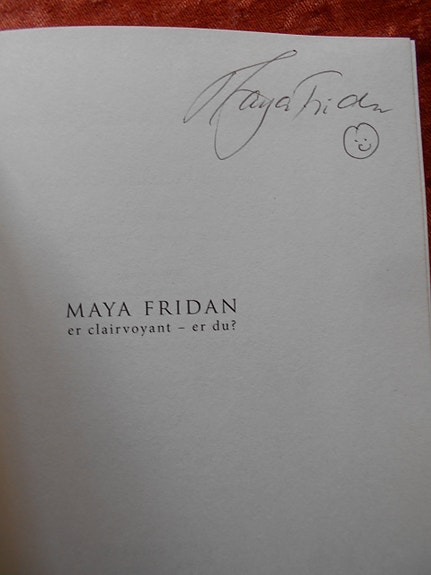 Maya Fridan
MAYA FRIDAN
er clairvoyant – er du?